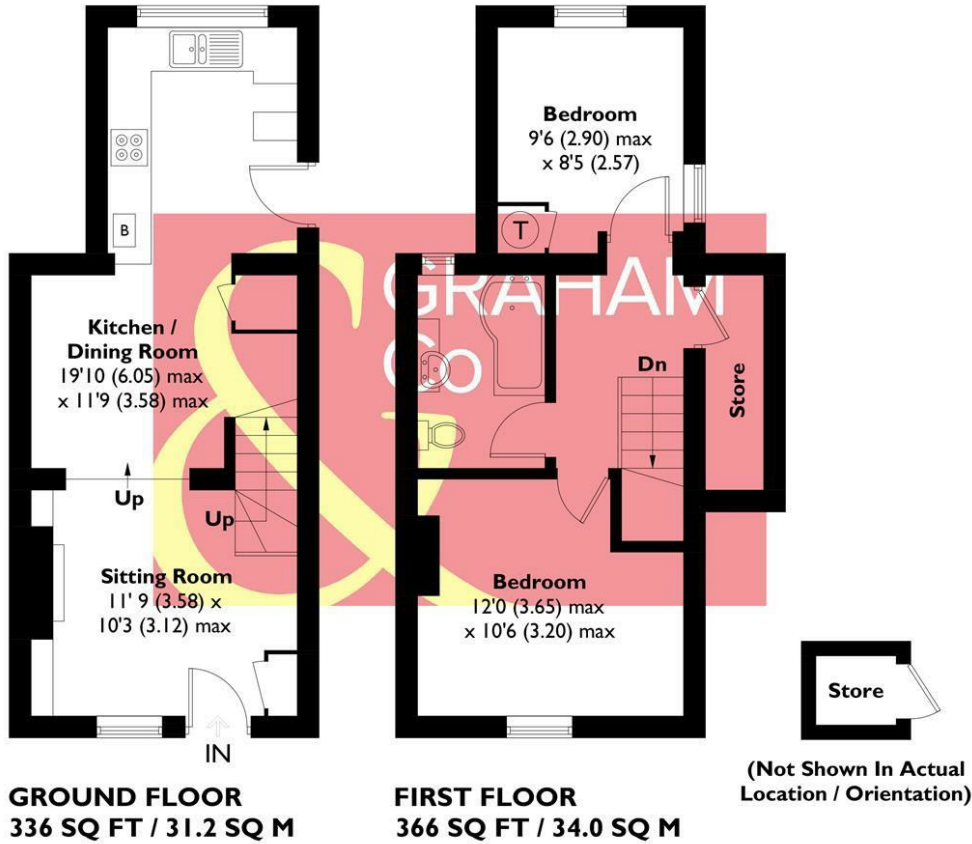 B
Kitchen /
Dining Room
19'10 (6.05) max
x 11'9 (3.58) max
Up
Up
Sitting Room
11' 9 (3.58) x
10'3 (3.12) max
IN
GROUND FLOOR
336 SQ FT / 31.2 SQ M
Bedroom
9'6 (2.90) max
x 8'5 (2.57)
T
&
GRAHAM
Co
Dn
Store
Bedroom
12'0 (3.65) max
x 10'6 (3.20) max
FIRST FLOOR
366 SQ FT / 34.0 SQ M
Store
(Not Shown In Actual
Location / Orientation)